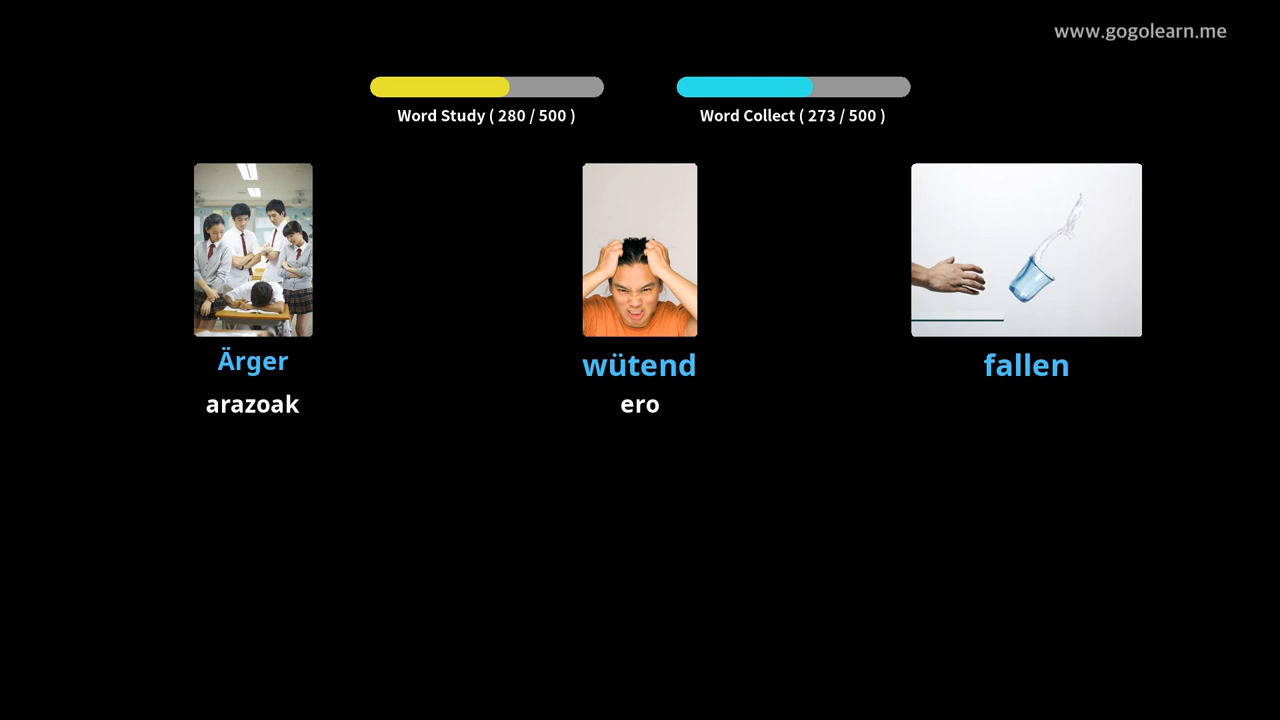 www.gogolearn.me
Word Study ( 280 / 500 )
Word Collect ( 273 / 500 )
Ärger
wütend
fallen
arazoak
ero